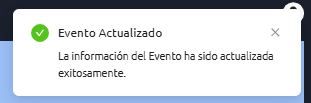 Evento Actualizado
La información del Evento ha sido actualizada
exitosamente.